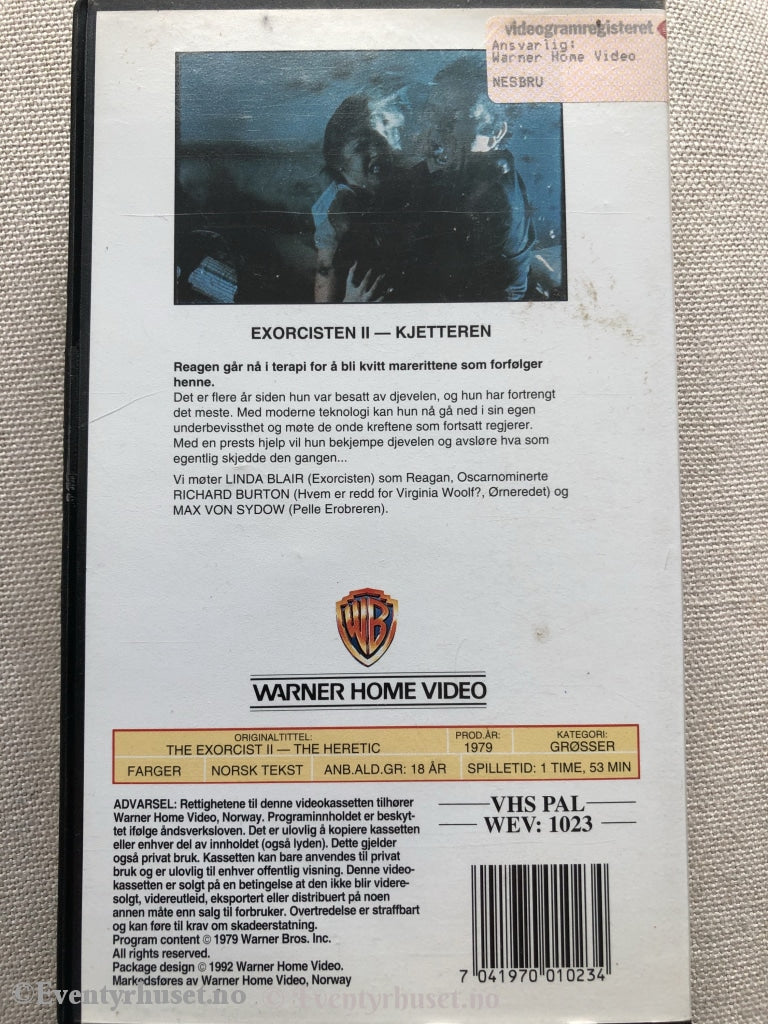 videogramregisteret
Ansvarlig:
Warner Home Video
NESBRU
EXORCISTEN II — KJETTEREN
Reagen går nå i terapi for å bli kvitt marerittene som forfølger
henne.
Det er flere år siden hun var besatt av djevelen, og hun har fortrengt
det meste. Med moderne teknologi kan hun nå gå ned i sin egen
underbevissthet og møte de onde kreftene som fortsatt regjerer.
Med en prests hjelp vil hun bekjempe djevelen og avsløre hva som
egentlig skjedde den gangen...
Vi møter LINDA BLAIR (Exorcisten) som Reagan, Oscarnominerte
RICHARD BURTON (Hvem er redd for Virginia Woolf?, Ørneredet) og
MAX VON SYDOW (Pelle Erobreren).
WB
WARNER HOME VIDEO
ORIGINALTITTEL: PROD.ÅR: KATEGORI:
THE EXORCIST II — THE HERETIC 1979 GRØSSER
FARGER NORSK TEKST ANB.ALD.GR: 18 ÅR SPILLETID: 1 TIME, 53 MIN
ADVARSEL: Rettighetene til denne videokassetten tilhører
Warner Home Video, Norway. Programinnholdet er beskyt-
tet ifølge åndsverksloven. Det er ulovlig å kopiere kassetten
eller enhver del av innholdet (også lyden). Dette gjelder
også privat bruk. Kassetten kan bare anvendes til privat
bruk og er ulovlig til enhver offentlig visning. Denne video-
kassetten er solgt på en betingelse at den ikke blir videre-
solgt, videreutleid, eksportert eller distribuert på noen
annen måte enn salg til forbruker. Overtredelse er straffbart
og kan føre til krav om skadeerstatning.
Program content © 1979 Warner Bros. Inc.
All rights reserved.
Package design © 1992 Warner Home Video.
Markedsføres av Warner Home Video, Norway
VHS PAL
WEV: 1023
7 041970 010234
©Eventyrhuset.no
©Eventyrhuset.no